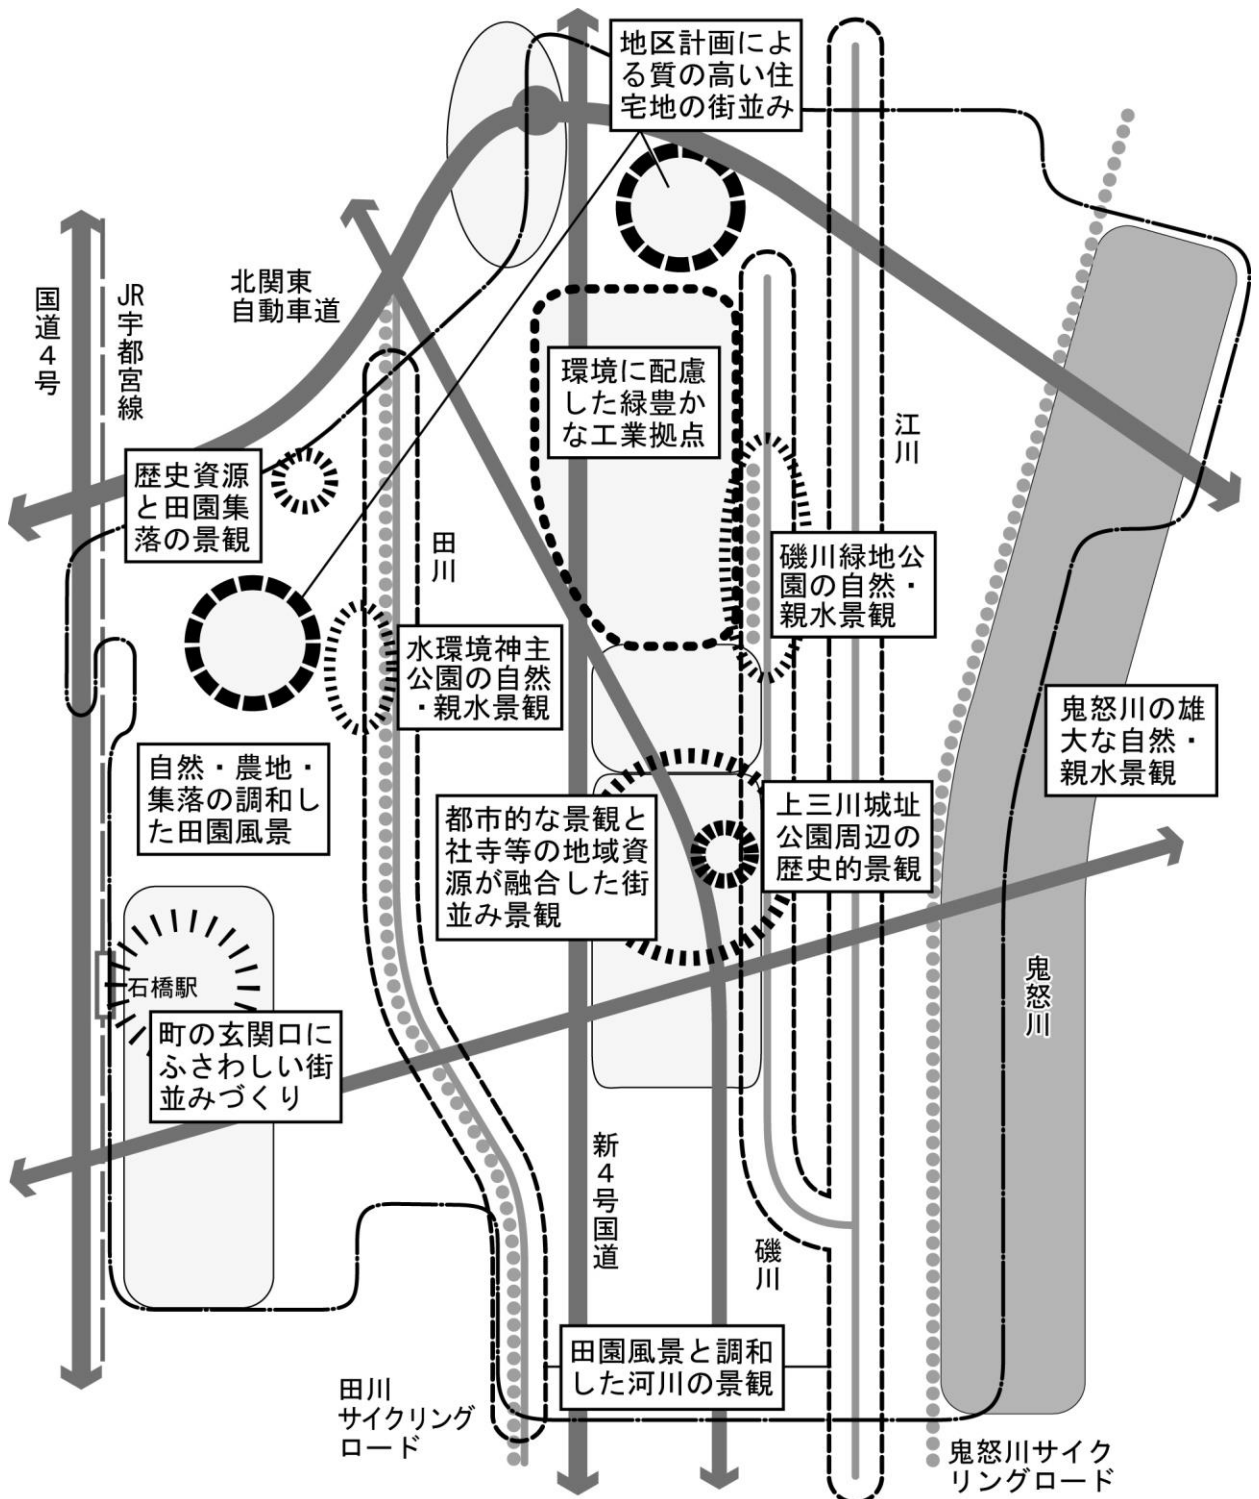 地区計画によ
る質の高い住
宅地の街並み
北関東
自動車道
国道4号
JR宇都宮線
環境に配慮
した緑豊か
な工業拠点
江川
歴史資源
と田園集
落の景観
田川
磯川緑地公
園の自然・
親水景観
水環境神主
公園の自然
・親水景観
鬼怒川の雄
大な自然・
親水景観
自然・農地・
集落の調和し
た田園風景
都市的な景観と
社寺等の地域資
源が融合した街
並み景観
上三川城址
公園周辺の
歴史的景観
石橋駅
鬼怒川
町の玄関口に
ふさわしい街
並みづくり
新4号国道
磯川
田園風景と調和
した河川の景観
田川
サイクリング
ロード
鬼怒川サイク
リングロード